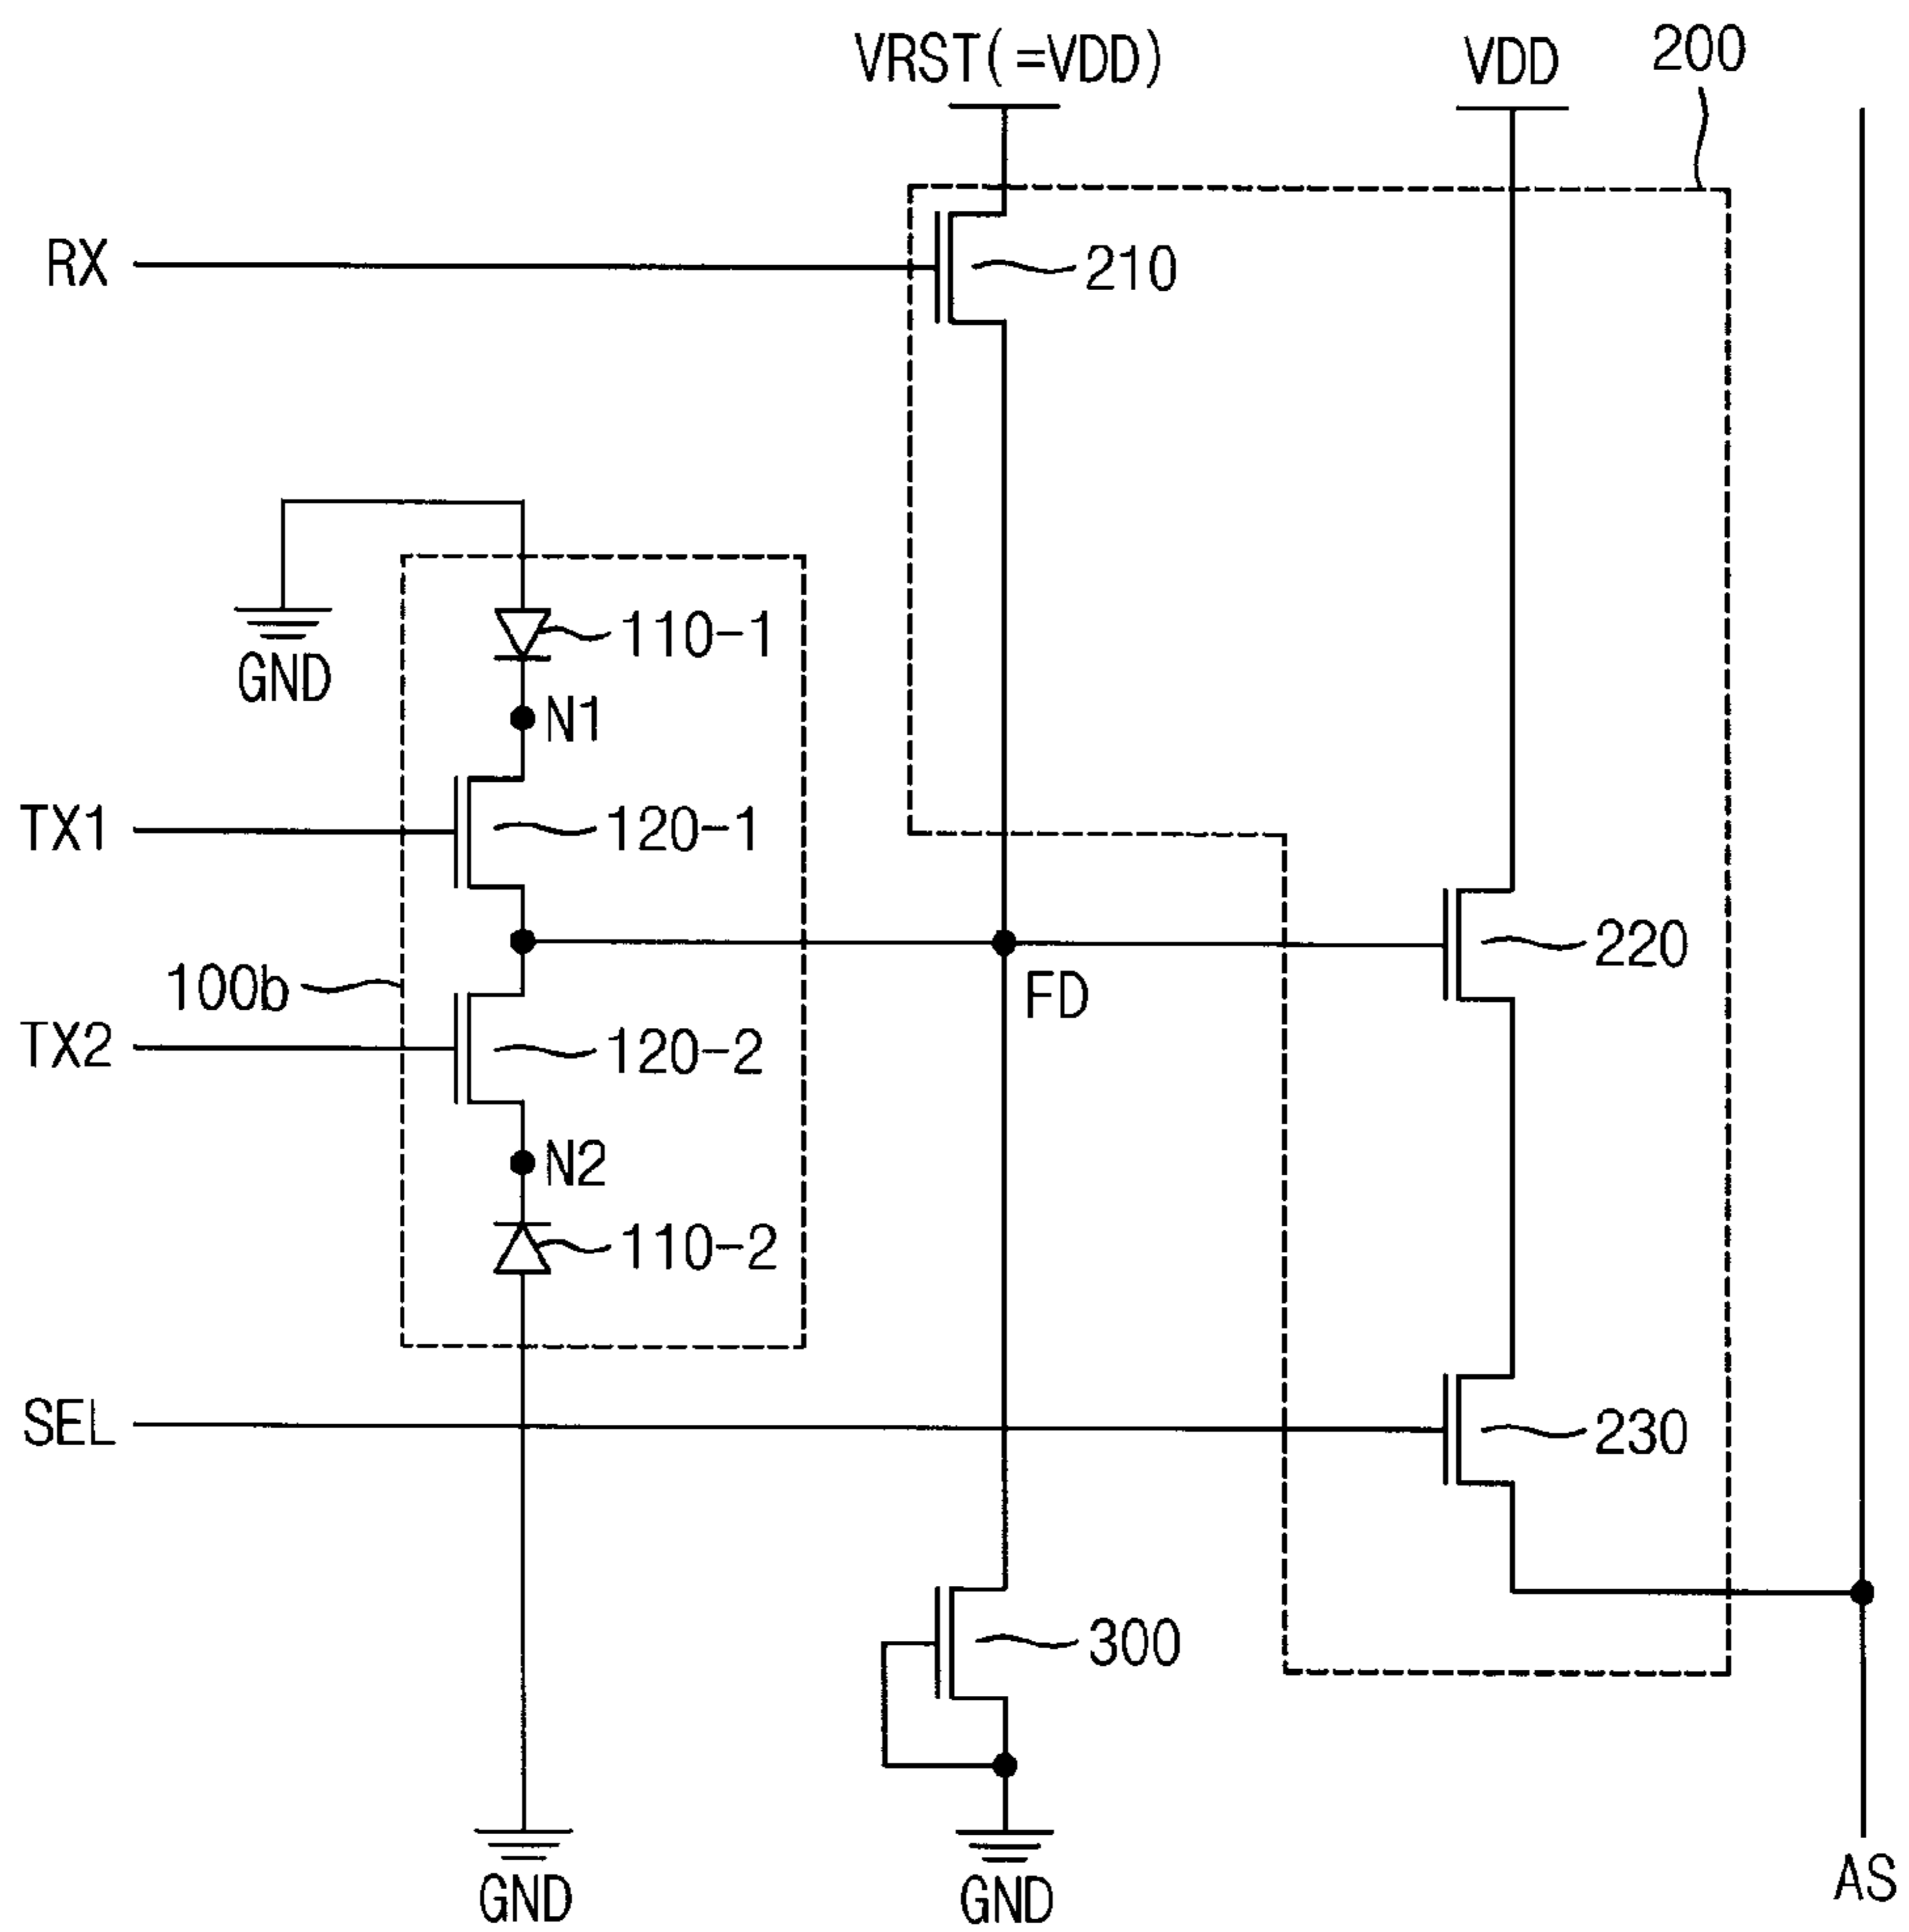 VRST(=VDD)
VDD
200
RX
210
110-1
GND
N1
TX1
120-1
220
100b
FD
TX2
120-2
N2
110-2
SEL
230
300
GND
GND
AS